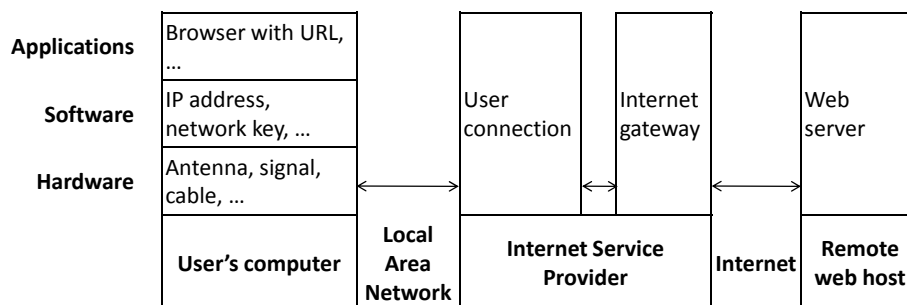 Applications
Browser with URL,
…
Software
IP address,
network key, …
User
connection
Internet
gateway
Web
server
Hardware
Antenna, signal,
cable, …
User’s computer
Local
Area
Network
Internet Service
Provider
Internet
Remote
web host